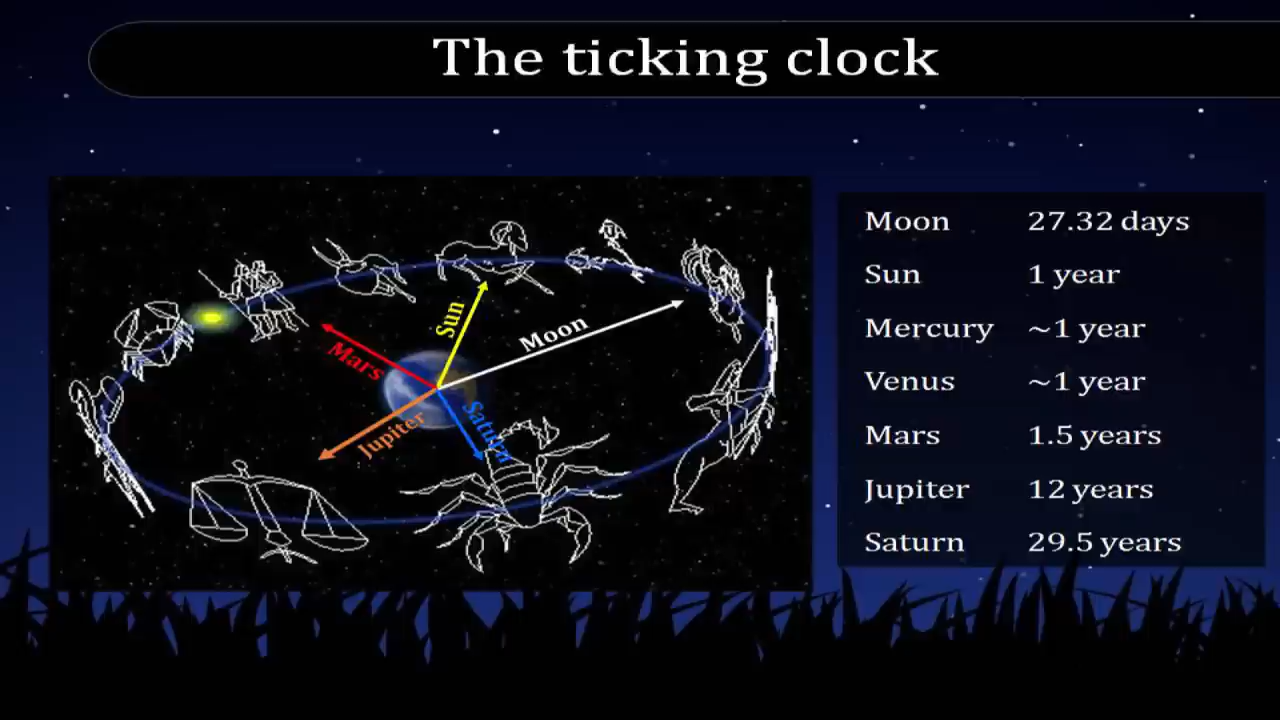 The ticking clock
Sun
Moon
Mars
Jupiter
Saturn
Moon 27.32 days
Sun 1 year
Mercury ~1 year
Venus ~1 year
Mars 1.5 years
Jupiter 12 years
Saturn 29.5 years